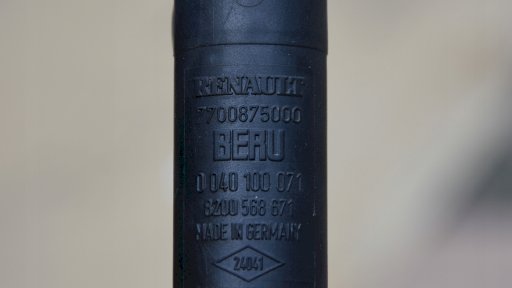 RENAULT
7700875000
BERU
0 040 100 071
8200 568 671
MADE IN GERMANY
24041